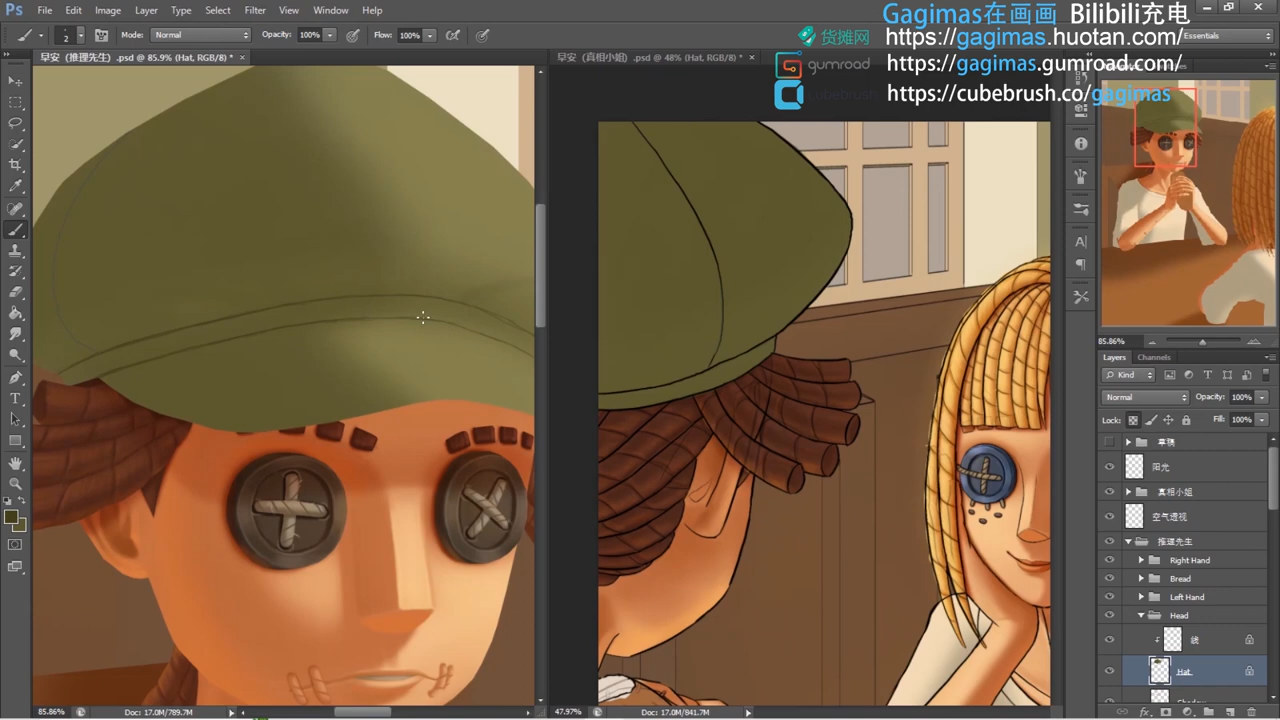 Ps File Edit Image Layer Type Select Filter View Window Help
Gagimas在画画 Bilibili充电
货摊网 https://gagimas.huotan.com/
gumroad https://gagimas.gumroad.com/
cubebrush https://cubebrush.co/gagimas
2 Mode: Normal Opacity: 100% Flow: 100% Essentials
早安 (推理先生) .psd @ 85.9% (Hat, RGB/8) * ×
早安 (真相小姐) .psd @ 48% (Hat, RGB/8) * ×
85.86%
Layers Channels
Kind
Normal Opacity: 100%
Lock: Fill: 100%
草稿
阳光
真相小姐
空气透视
推理先生
Right Hand
Bread
Left Hand
Head
线
Hat
85.86% Doc: 17.0M/789.7M
47.97% Doc: 17.0M/841.7M